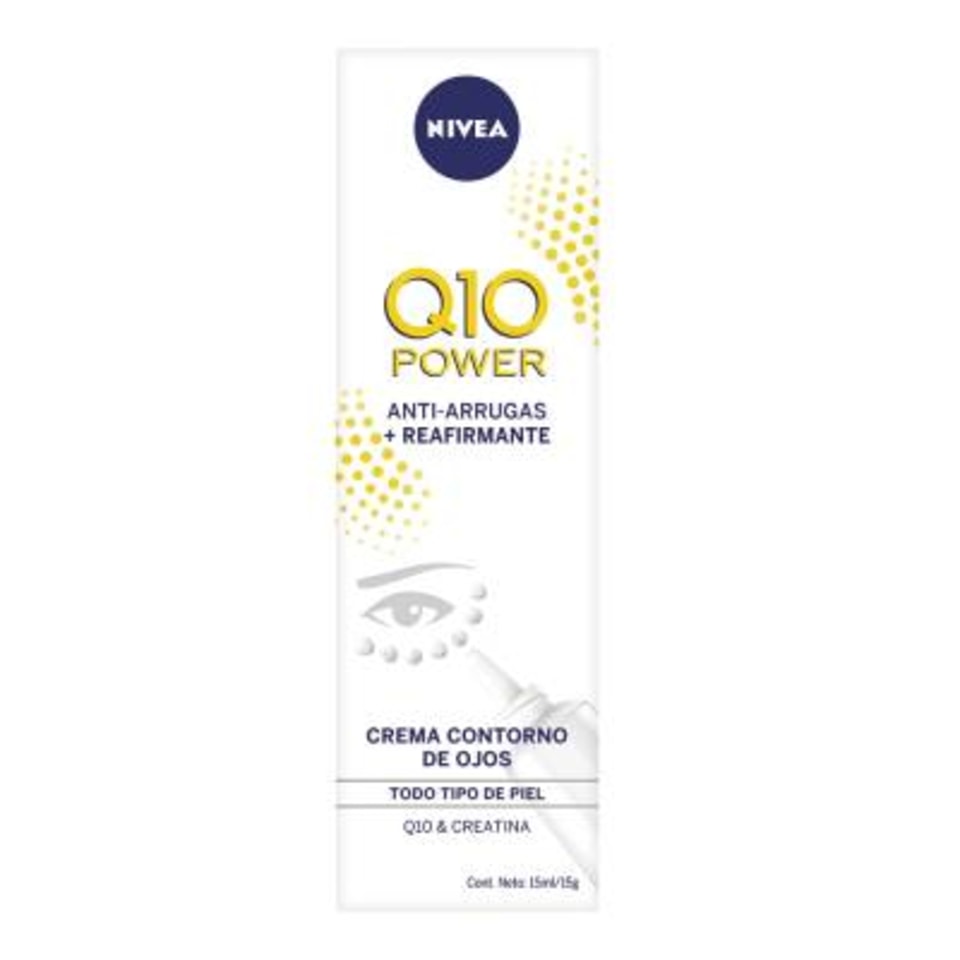 NIVEA
Q10
POWER
ANTI-ARRUGAS
+ REAFIRMANTE
CREMA CONTORNO
DE OJOS
TODO TIPO DE PIEL
Q10 & CREATINA
Cont. Neto: 15ml/15g